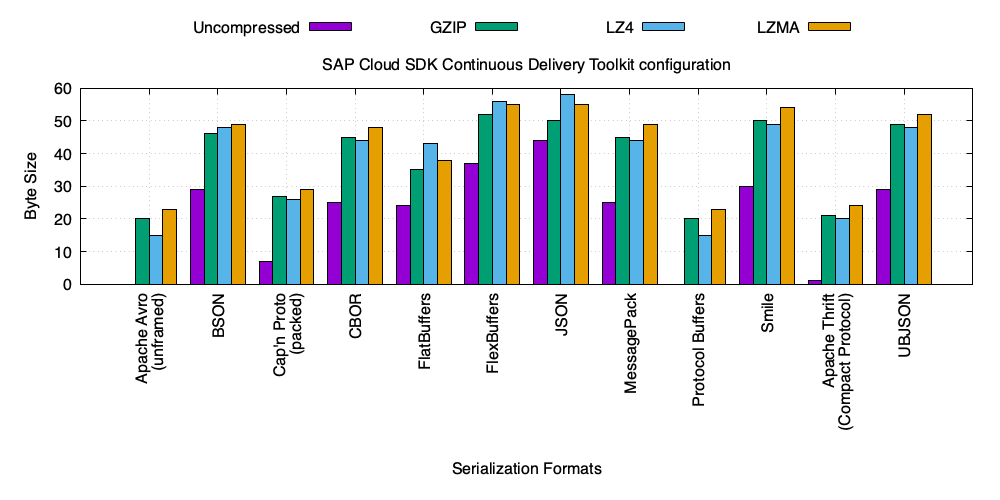 Uncompressed GZIP LZ4 LZMA
SAP Cloud SDK Continuous Delivery Toolkit configuration
Byte Size
60
50
40
30
20
10
0
Apache Avro
(unframed)
BSON
Cap'n Proto
(packed)
CBOR
FlatBuffers
FlexBuffers
JSON
MessagePack
Protocol Buffers
Smile
Apache Thrift
(Compact Protocol)
UBJSON
Serialization Formats